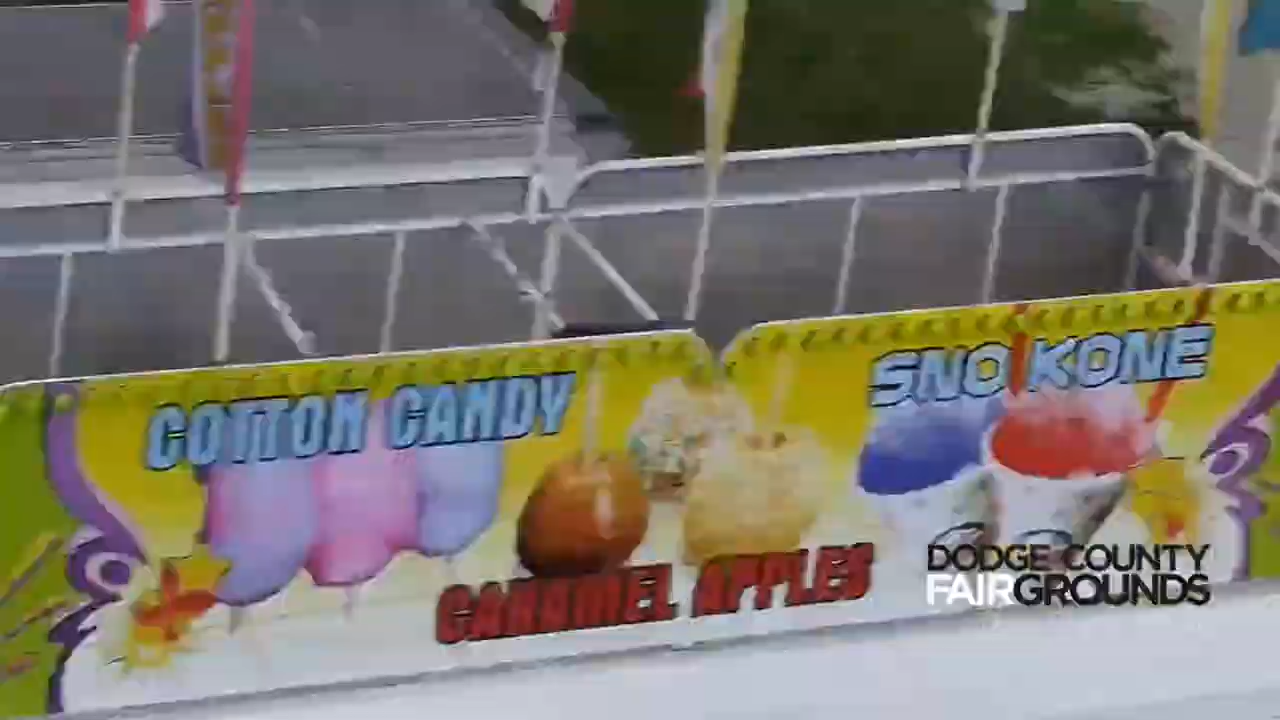 COTTON CANDY
CARAMEL APPLES
SNO KONE
DODGE COUNTY
FAIRGROUNDS